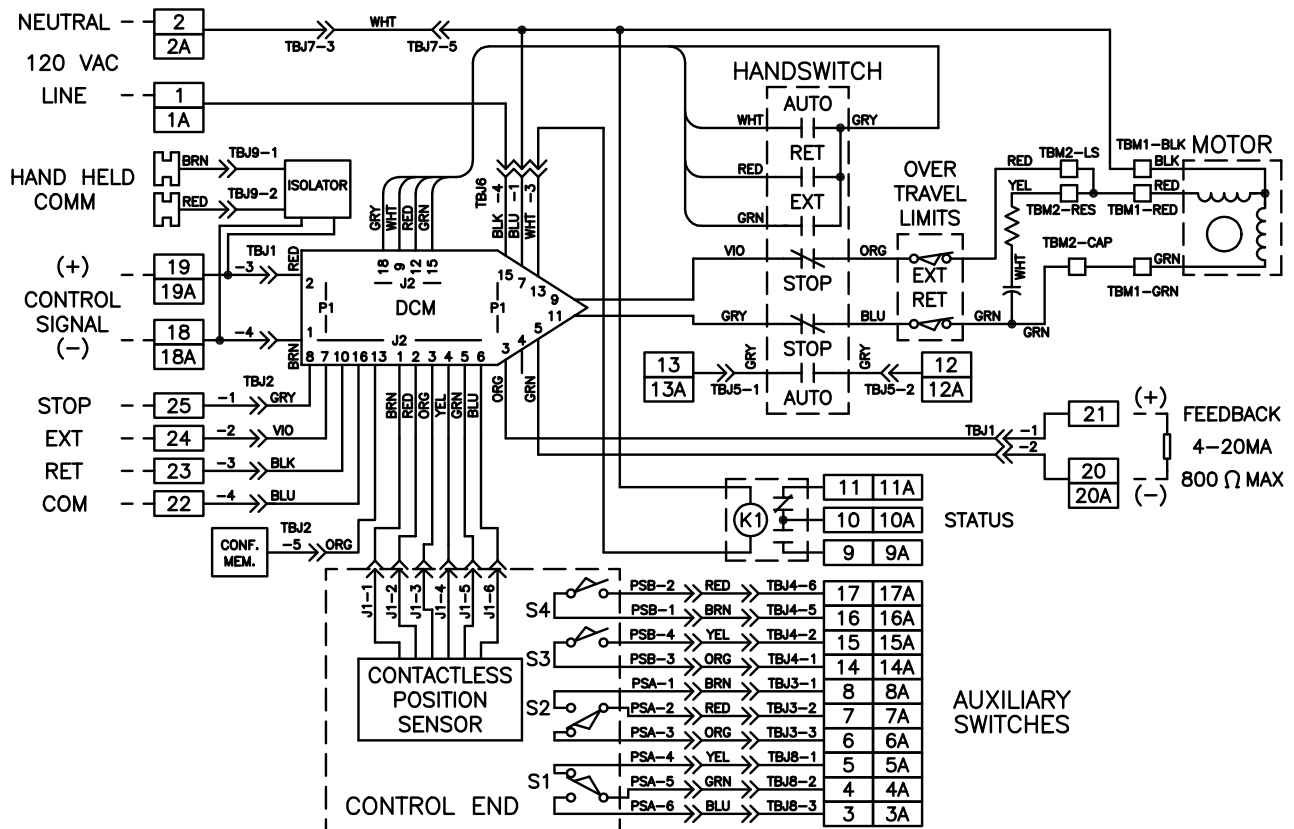 NEUTRAL
2
2A
TBJ7-3
WHT
TBJ7-5
120 VAC
LINE
1
1A
HANDSWITCH
AUTO
WHT
GRY
RET
RED
EXT
GRN
VIO
ORG
STOP
GRY
BLU
STOP
GRY
GRY
13
13A
TBJ5-1
TBJ5-2
12
12A
AUTO
OVER
TRAVEL
LIMITS
EXT
RET
GRN
GRN
RED
TBM2-LS
YEL
TBM2-RES
WHT
TBM2-CAP
TBM1-BLK
BLK
RED
TBM1-RED
GRN
TBM1-GRN
MOTOR
HAND HELD
COMM
BRN
TBJ9-1
RED
TBJ9-2
ISOLATOR
TBJ6
BLK -4
BLU -1
WHT -3
GRY
WHT
RED
GRN
(+)
CONTROL
SIGNAL
(-)
19
19A
18
18A
TBJ1
-3
RED
-4
BRN
2
P1
1
18 9 12 15
J2
DCM
J2
P1
15
7
13
9
11
5
4
3
8 7 10 16 13 1 2 3 4 5 6
BRN
RED
ORG
YEL
GRN
BLU
ORG
GRN
STOP
25
-1
TBJ2
GRY
EXT
24
-2
VIO
RET
23
-3
BLK
COM
22
-4
BLU
CONF.
MEM.
TBJ2
-5
ORG
TBJ1
-1
-2
21
20
20A
(+)
(-)
FEEDBACK
4-20MA
800 Ω MAX
K1
11 11A
10 10A
9 9A
STATUS
J1-1
J1-2
J1-3
J1-4
J1-5
J1-6
CONTACTLESS
POSITION
SENSOR
CONTROL END
S4
S3
S2
S1
PSB-2 RED TBJ4-6 17 17A
PSB-1 BRN TBJ4-5 16 16A
PSB-4 YEL TBJ4-2 15 15A
PSB-3 ORG TBJ4-1 14 14A
PSA-1 BRN TBJ3-1 8 8A
PSA-2 RED TBJ3-2 7 7A
PSA-3 ORG TBJ3-3 6 6A
PSA-4 YEL TBJ8-1 5 5A
PSA-5 GRN TBJ8-2 4 4A
PSA-6 BLU TBJ8-3 3 3A
AUXILIARY
SWITCHES